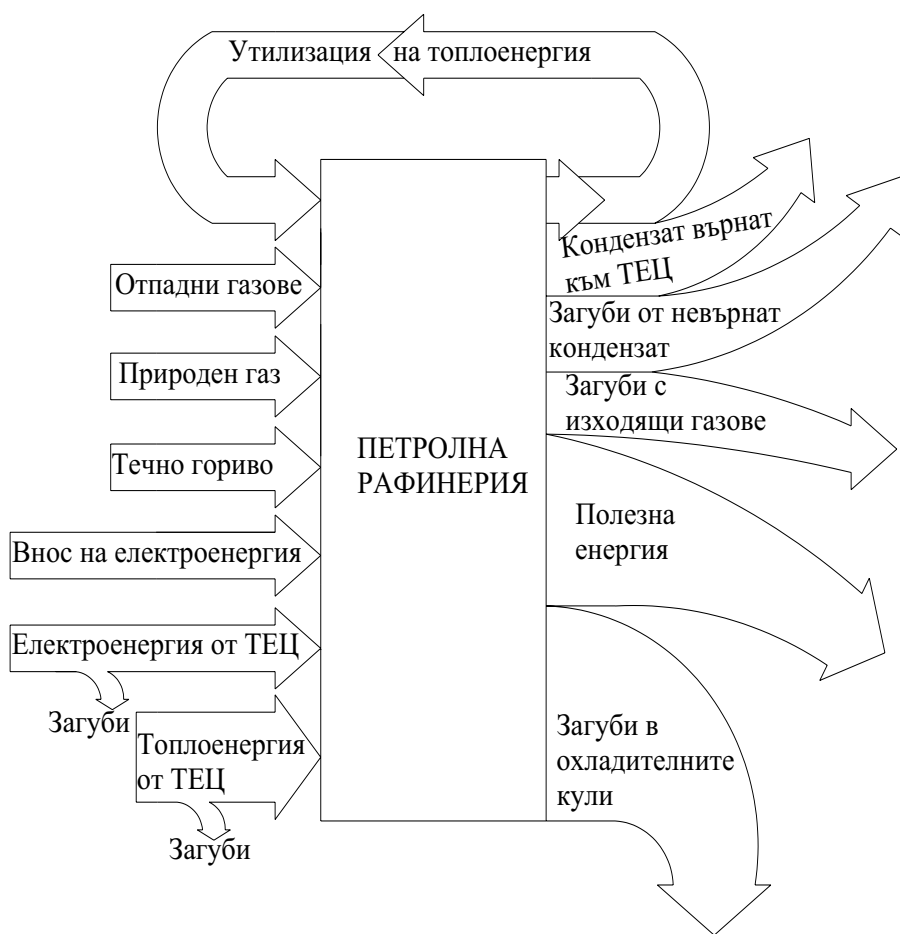 Утилизация на топлоенергия
Отпадни газове
Природен газ
Течно гориво
Внос на електроенергия
Електроенергия от ТЕЦ
Загуби
Топлоенергия
от ТЕЦ
Загуби
ПЕТРОЛНА
РАФИНЕРИЯ
Кондензат върнат
към ТЕЦ
Загуби от невърнат
кондензат
Загуби с
изходящи газове
Полезна
енергия
Загуби в
охладителните
кули